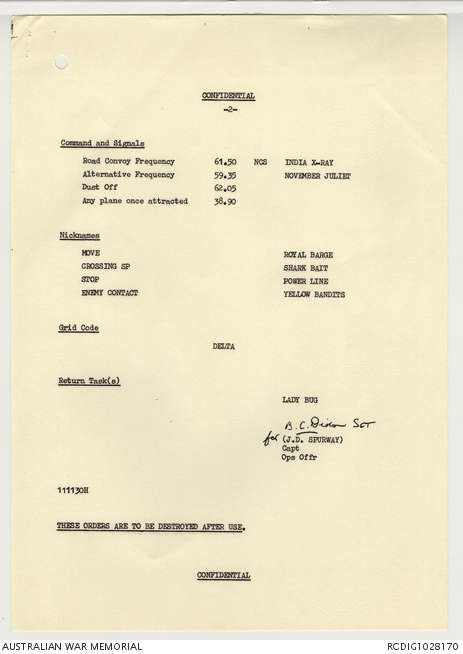 CONFIDENTIAL
-2-
Command and Signals
Road Convoy Frequency 61.50 NCS INDIA X-RAY
Alternative Frequency 59.35 NOVEMBER JULIET
Dust Off 62.05
Any plane once attracted 38.90
Nicknames
MOVE ROYAL BARGE
CROSSING SP SHARK BAIT
STOP POWER LINE
ENEMY CONTACT YELLOW BANDITS
Grid Code
DELTA
Return Task(s)
LADY BUG
B.C. Dixon SGT
for (J.D. SPURWAY)
Capt
Ops Offr
111130H
THESE ORDERS ARE TO BE DESTROYED AFTER USE.
CONFIDENTIAL
AUSTRALIAN WAR MEMORIAL RCDIG1028170